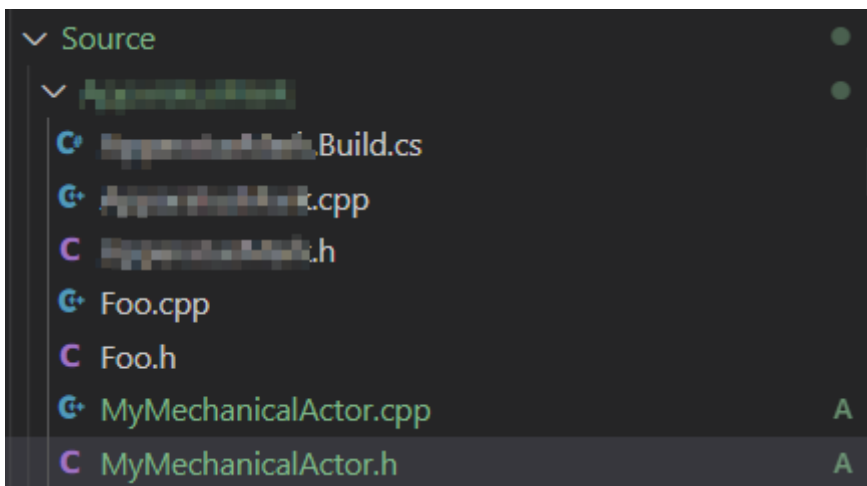 Source
.Build.cs
.cpp
.h
Foo.cpp
Foo.h
MyMechanicalActor.cpp A
MyMechanicalActor.h A